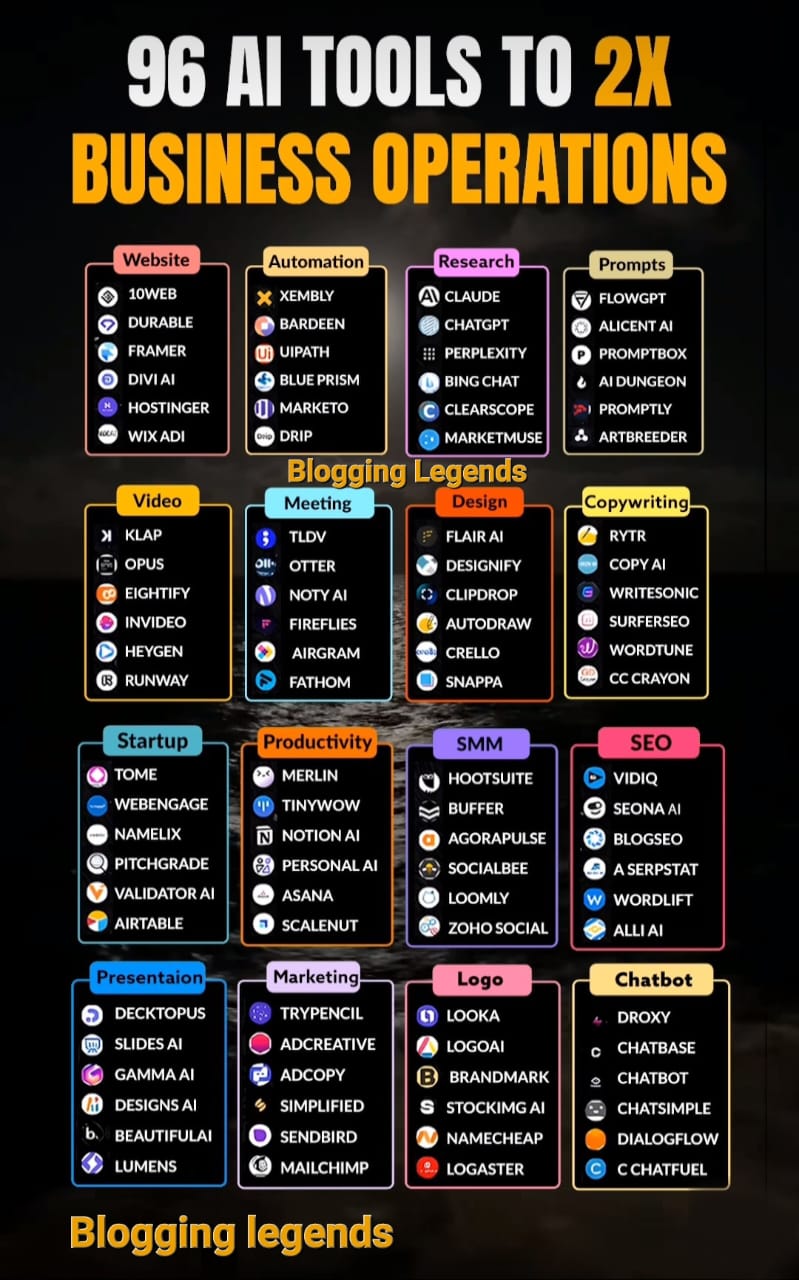 96 AI TOOLS TO 2X
BUSINESS OPERATIONS
Website
10WEB
DURABLE
FRAMER
DIVI AI
HOSTINGER
WIX ADI
Automation
XEMBLY
BARDEEN
UIPATH
BLUE PRISM
MARKETO
DRIP
Research
CLAUDE
CHATGPT
PERPLEXITY
BING CHAT
CLEARSCOPE
MARKETMUSE
Prompts
FLOWGPT
ALICENT AI
PROMPTBOX
AI DUNGEON
PROMPTLY
ARTBREEDER
Blogging Legends
Video
KLAP
OPUS
EIGHTIFY
INVIDEO
HEYGEN
RUNWAY
Meeting
TLDV
OTTER
NOTY AI
FIREFLIES
AIRGRAM
FATHOM
Design
FLAIR AI
DESIGNIFY
CLIPDROP
AUTODRAW
CRELLO
SNAPPA
Copywriting
RYTR
COPY AI
WRITESONIC
SURFERSEO
WORDTUNE
CC CRAYON
Startup
TOME
WEBENGAGE
NAMELIX
PITCHGRADE
VALIDATOR AI
AIRTABLE
Productivity
MERLIN
TINYWOW
NOTION AI
PERSONAL AI
ASANA
SCALENUT
SMM
HOOTSUITE
BUFFER
AGORAPULSE
SOCIALBEE
LOOMLY
ZOHO SOCIAL
SEO
VIDIQ
SEONA AI
BLOGSEO
A SERPSTAT
WORDLIFT
ALLI AI
Presentaion
DECKTOPUS
SLIDES AI
GAMMA AI
DESIGNS AI
BEAUTIFULAI
LUMENS
Marketing
TRYPENCIL
ADCREATIVE
ADCOPY
SIMPLIFIED
SENDBIRD
MAILCHIMP
Logo
LOOKA
LOGOAI
BRANDMARK
STOCKIMG AI
NAMECHEAP
LOGASTER
Chatbot
DROXY
CHATBASE
CHATBOT
CHATSIMPLE
DIALOGFLOW
C CHATFUEL
Blogging legends